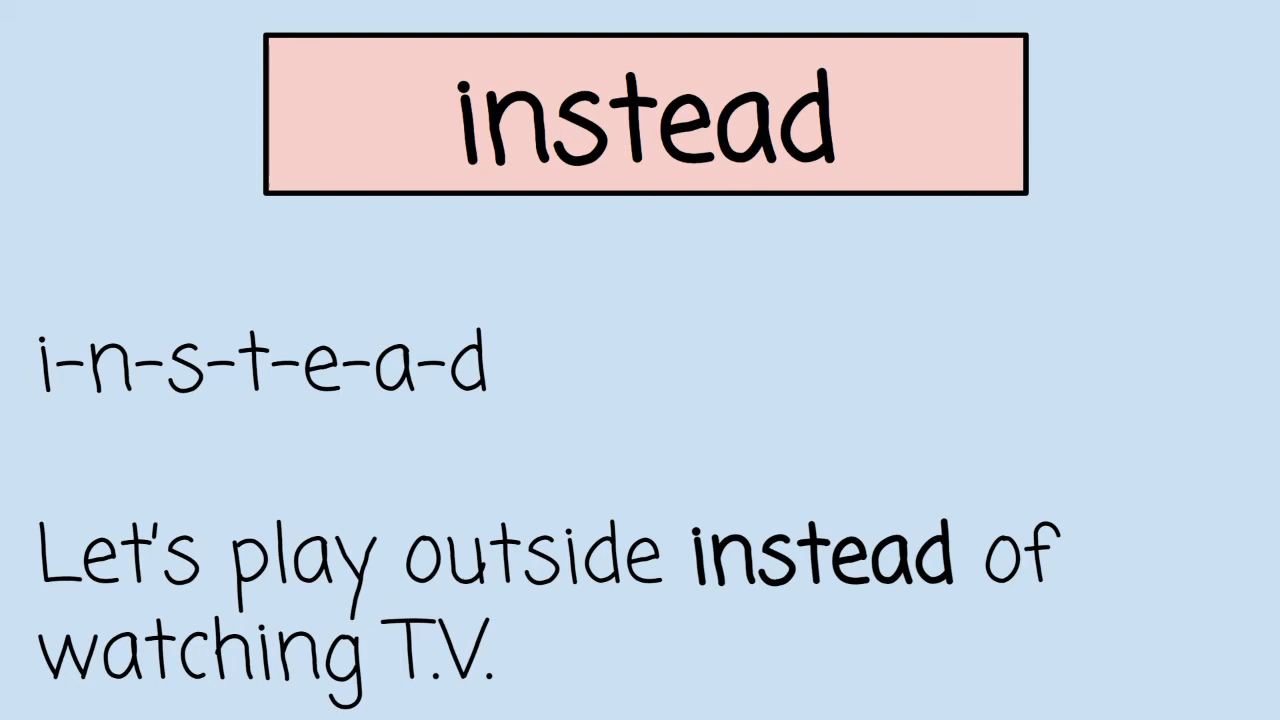 instead
i-n-s-t-e-a-d
Let's play outside instead of
watching T.V.